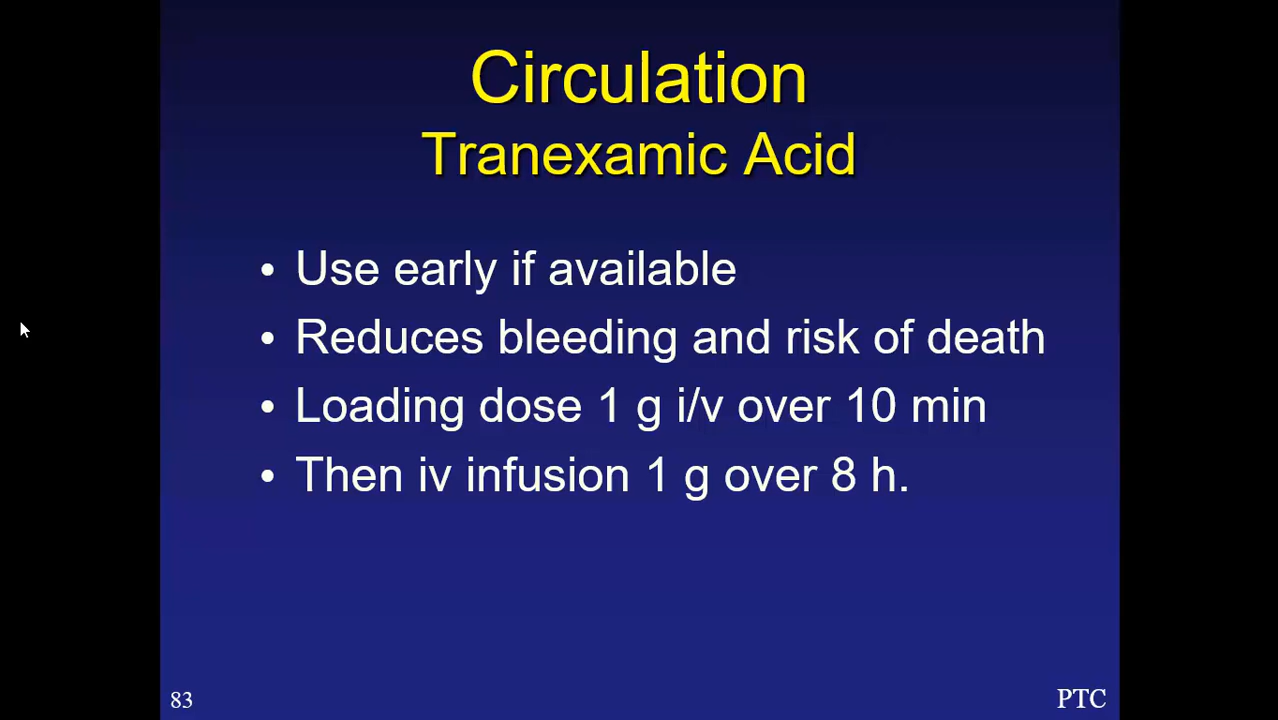 Circulation
Tranexamic Acid
• Use early if available
• Reduces bleeding and risk of death
• Loading dose 1 g i/v over 10 min
• Then iv infusion 1 g over 8 h.
83
PTC